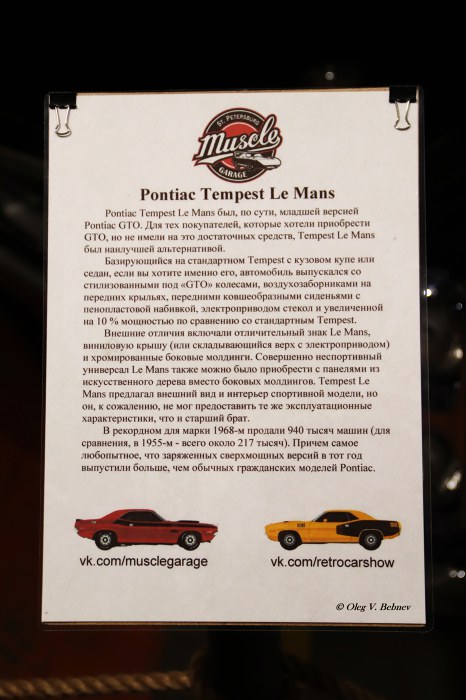 ST. PETERSBURG
Muscle
GARAGE
Pontiac Tempest Le Mans
Pontiac Tempest Le Mans был, по сути, младшей версией
Pontiac GTO. Для тех покупателей, которые хотели приобрести
GTO, но не имели на это достаточных средств, Tempest Le Mans
был наилучшей альтернативой.
Базирующийся на стандартном Tempest с кузовом купе или
седан, если вы хотите именно его, автомобиль выпускался со
стилизованными под «GTO» колесами, воздухозаборниками на
передних крыльях, передними ковшеобразными сиденьями с
пенопластовой набивкой, электроприводом стекол и увеличенной
на 10 % мощностью по сравнению со стандартным Tempest.
Внешние отличия включали отличительный знак Le Mans,
виниловую крышу (или складывающийся верх с электроприводом)
и хромированные боковые молдинги. Совершенно неспортивный
универсал Le Mans также можно было приобрести с панелями из
искусственного дерева вместо боковых молдингов. Tempest Le
Mans предлагал внешний вид и интерьер спортивной модели, но
он, к сожалению, не мог предоставить те же эксплуатационные
характеристики, что и старший брат.
В рекордном для марки 1968-м продали 940 тысяч машин (для
сравнения, в 1955-м - всего около 217 тысяч). Причем самое
любопытное, что заряженных сверхмощных версий в тот год
выпустили больше, чем обычных гражданских моделей Pontiac.
vk.com/musclegarage vk.com/retrocarshow
© Oleg V. Bebnev